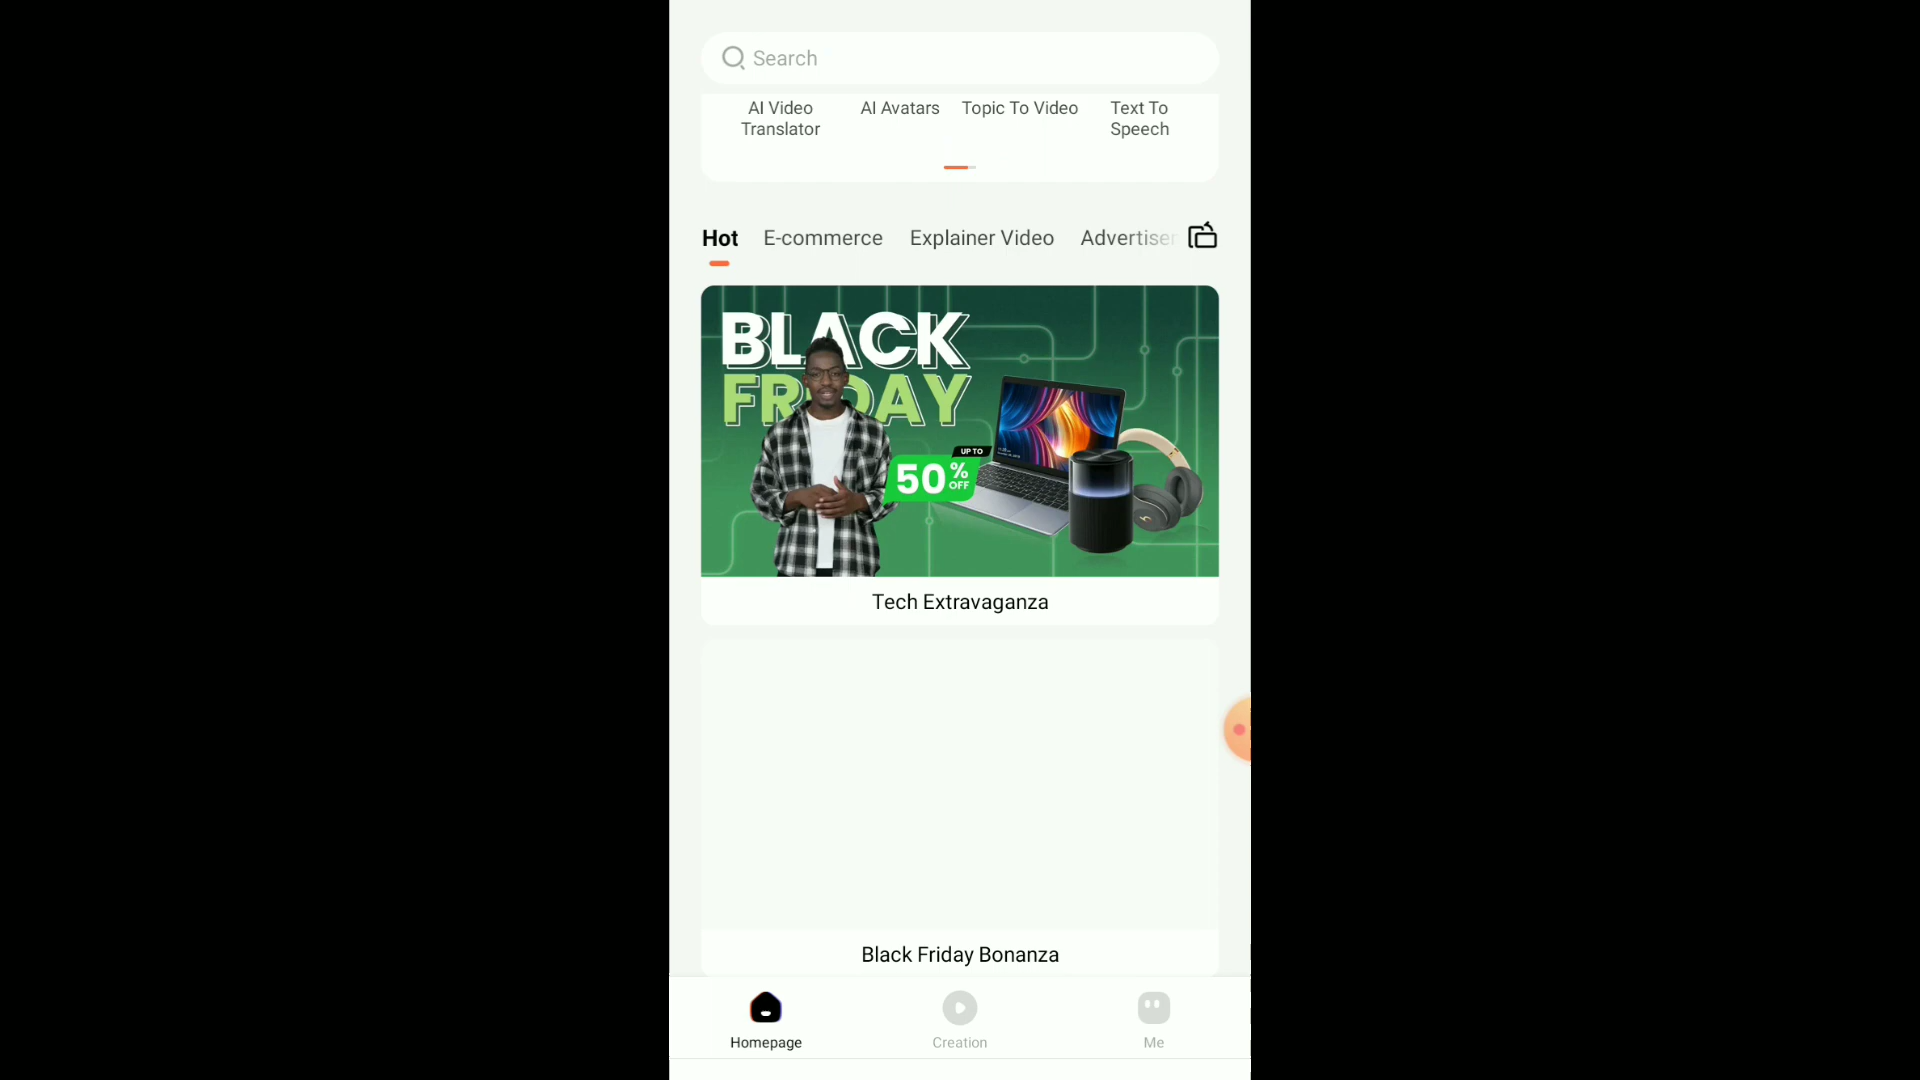 Search
AI Video Translator
AI Avatars
Topic To Video
Text To Speech
Hot
E-commerce
Explainer Video
Advertise
BLACK
FRIDAY
UP TO
50% OFF
Tech Extravaganza
Black Friday Bonanza
Homepage
Creation
Me